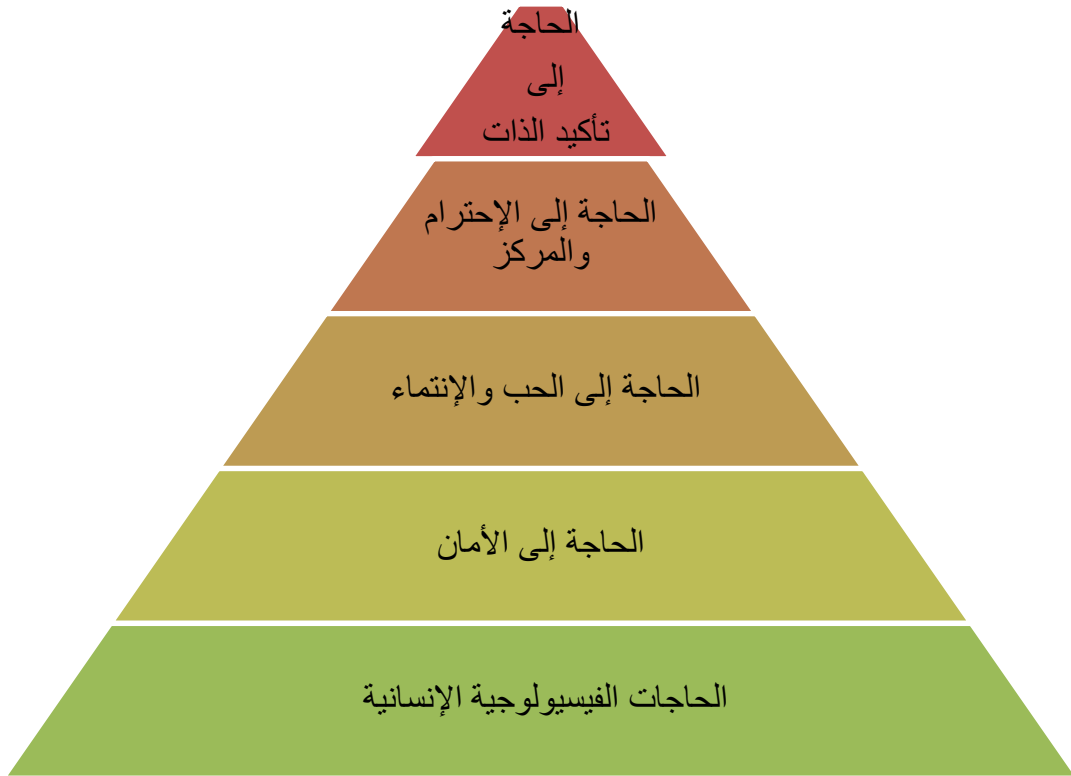 الحاجة
إلى
تأكيد الذات
الحاجة إلى الإحترام
والمركز
الحاجة إلى الحب والإنتماء
الحاجة إلى الأمان
الحاجات الفيسيولوجية الإنسانية